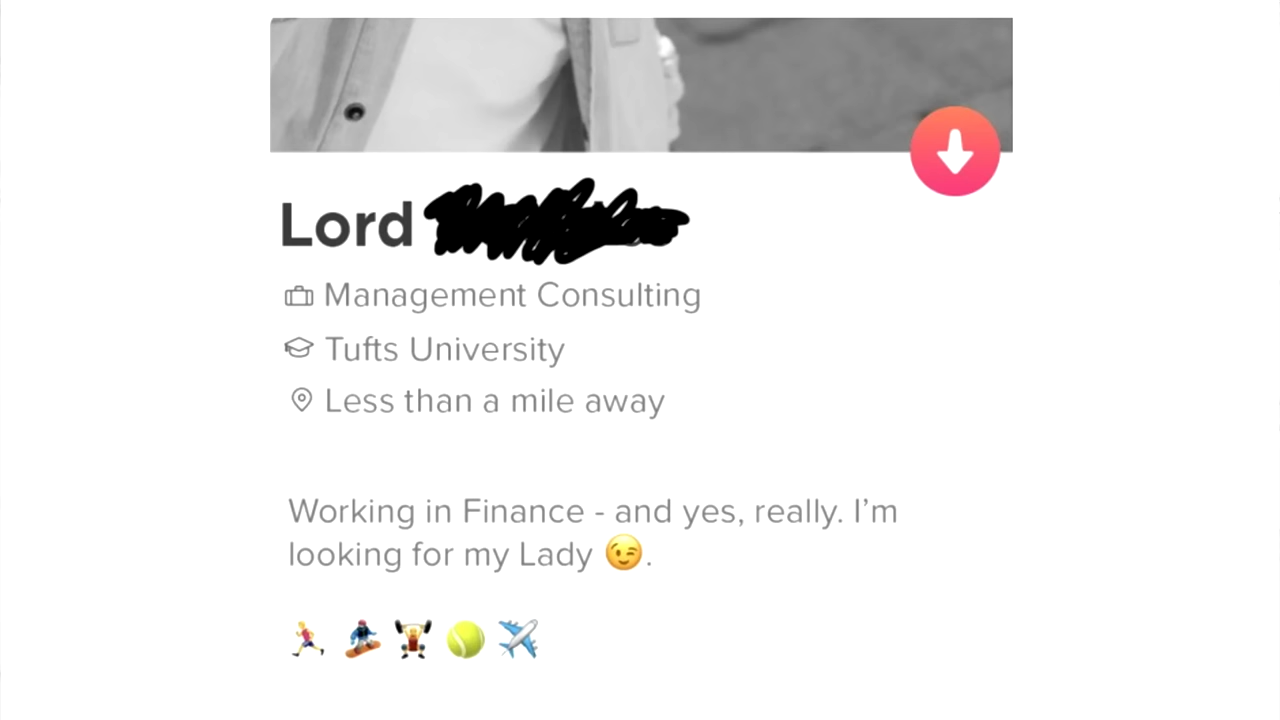 Lord
Management Consulting
Tufts University
Less than a mile away
Working in Finance - and yes, really. I’m
looking for my Lady 😉.